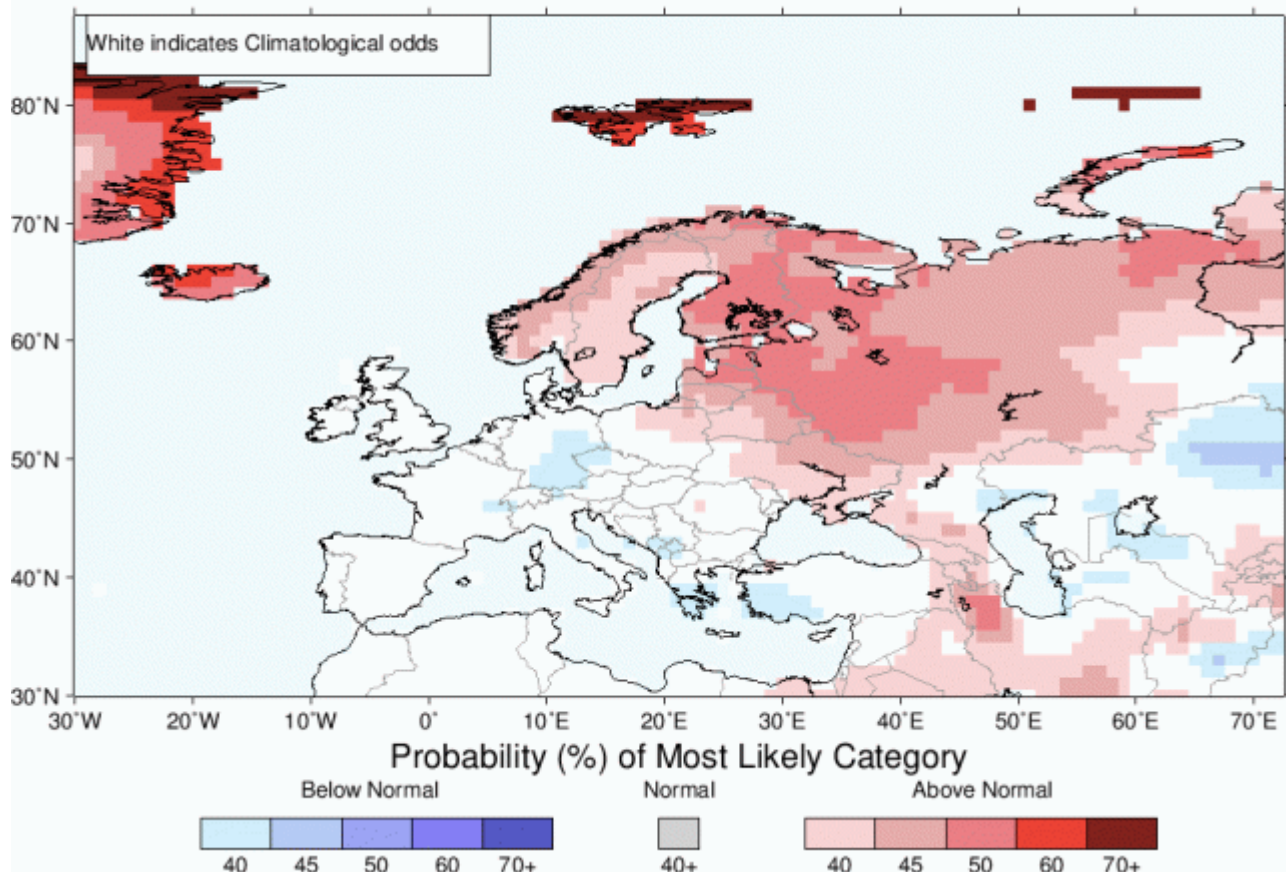 White indicates Climatological odds
80°N
70°N
60°N
50°N
40°N
30°N
30°W 20°W 10°W 0° 10°E 20°E 30°E 40°E 50°E 60°E 70°E
Probability (%) of Most Likely Category
Below Normal Normal Above Normal
40 45 50 60 70+ 40+ 40 45 50 60 70+